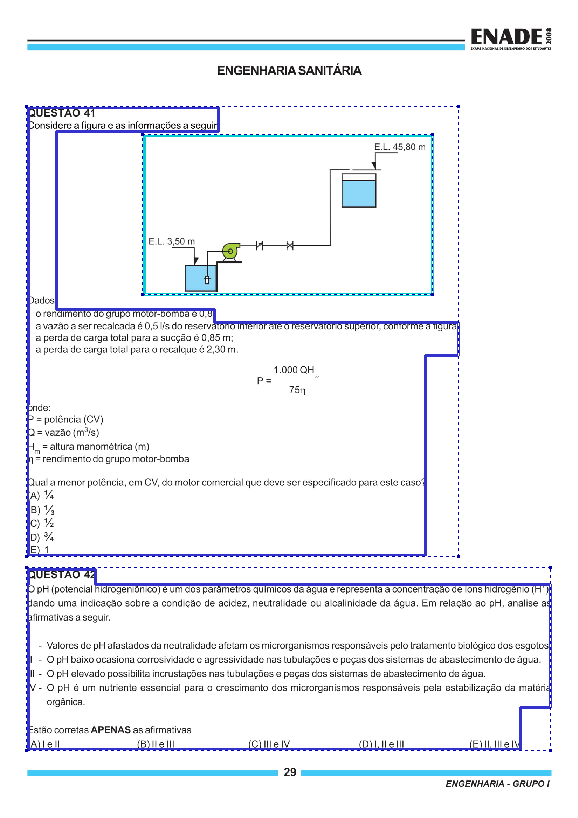 ENADE 2008
EXAME NACIONAL DE DESEMPENHO DOS ESTUDANTES
ENGENHARIA SANITÁRIA
QUESTÃO 41
Considere a figura e as informações a seguir.
E.L. 45,80 m
E.L. 3,50 m
Dados:
o rendimento do grupo motor-bomba é 0,8;
a vazão a ser recalcada é 0,5 l/s do reservatório inferior até o reservatório superior, conforme a figura;
a perda de carga total para a sucção é 0,85 m;
a perda de carga total para o recalque é 2,30 m.
P = 1.000 QHm
75η
onde:
P = potência (CV)
Q = vazão (m³/s)
Hm = altura manométrica (m)
η = rendimento do grupo motor-bomba
Qual a menor potência, em CV, do motor comercial que deve ser especificado para este caso?
(A) ¼
(B) ⅓
(C) ½
(D) ¾
(E) 1
QUESTÃO 42
O pH (potencial hidrogeniônico) é um dos parâmetros químicos da água e representa a concentração de íons hidrogênio (H⁺),
dando uma indicação sobre a condição de acidez, neutralidade ou alcalinidade da água. Em relação ao pH, analise as
afirmativas a seguir.
I - Valores de pH afastados da neutralidade afetam os microrganismos responsáveis pelo tratamento biológico dos esgotos.
II - O pH baixo ocasiona corrosividade e agressividade nas tubulações e peças dos sistemas de abastecimento de água.
III - O pH elevado possibilita incrustações nas tubulações e peças dos sistemas de abastecimento de água.
IV - O pH é um nutriente essencial para o crescimento dos microrganismos responsáveis pela estabilização da matéria
orgânica.
Estão corretas APENAS as afirmativas
(A) I e II
(B) II e III
(C) III e IV
(D) I, II e III
(E) II, III e IV
29
ENGENHARIA - GRUPO I